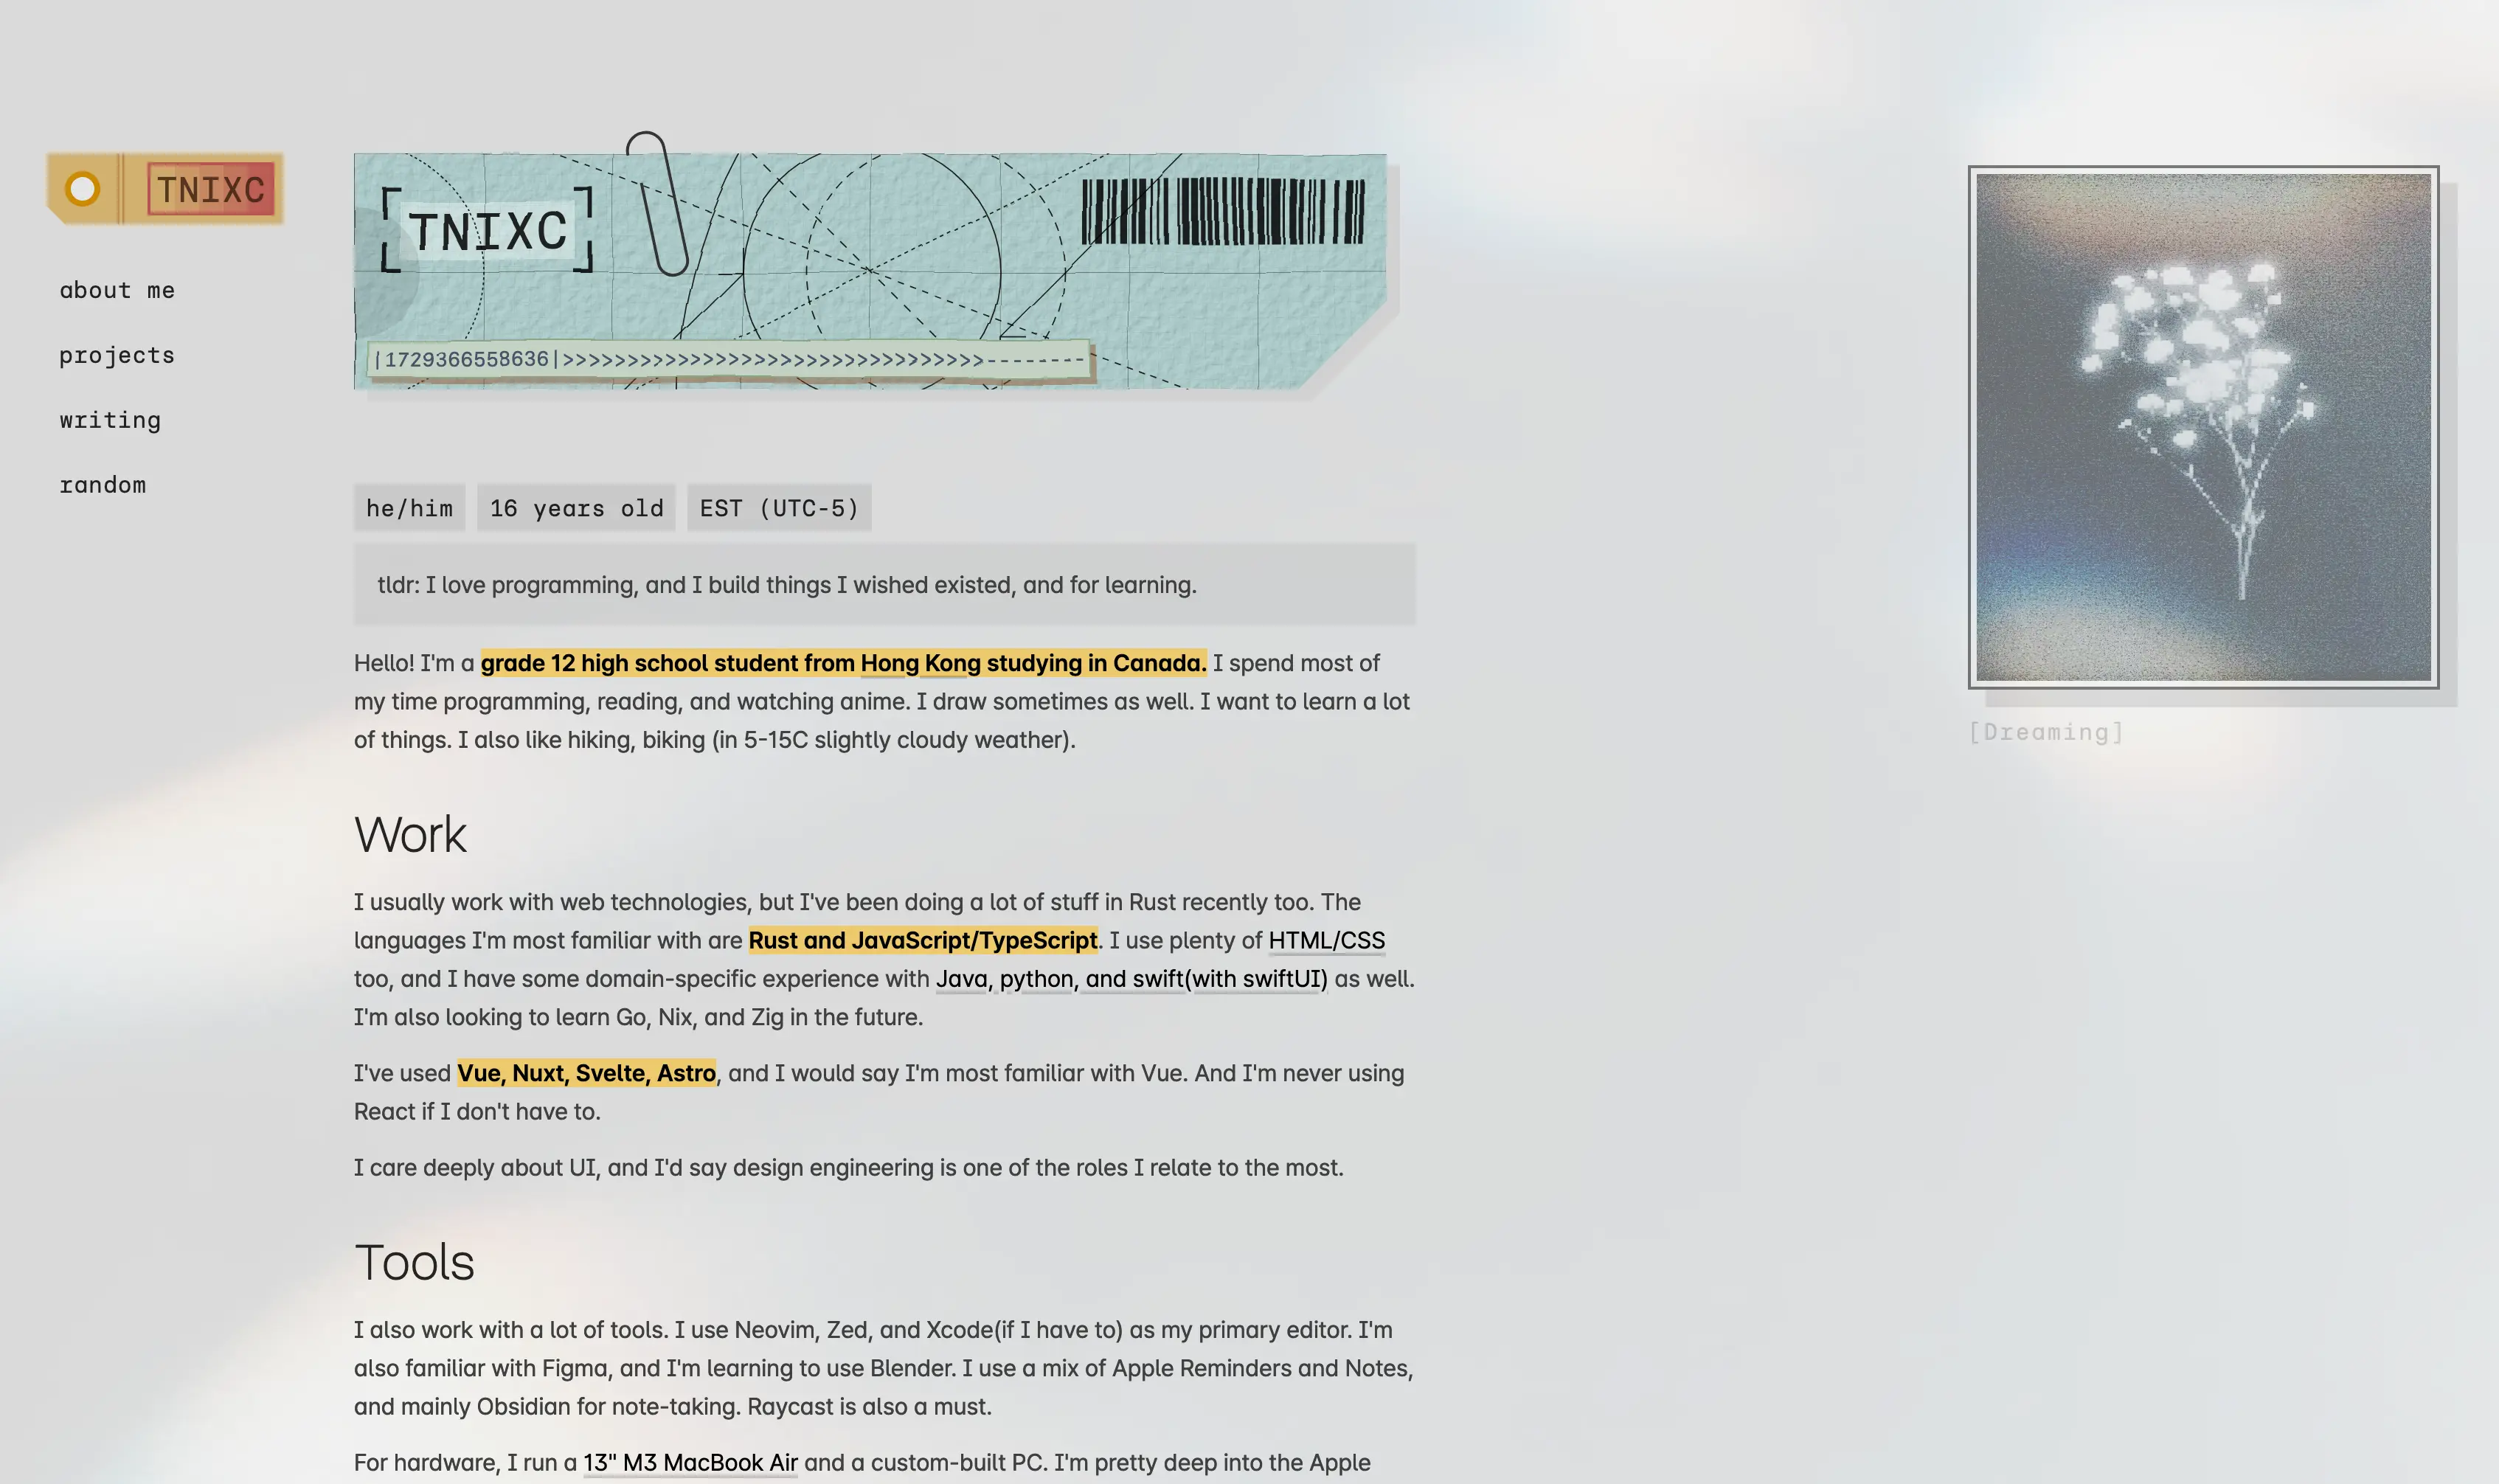 TNIXC
about me
projects
writing
random
TNIXC
|1729366558636|>>>>>>>>>>>>>>>>>>>>>>>>>>>>>>>>>--------
he/him
16 years old
EST (UTC-5)
tldr: I love programming, and I build things I wished existed, and for learning.
Hello! I'm a grade 12 high school student from Hong Kong studying in Canada. I spend most of
my time programming, reading, and watching anime. I draw sometimes as well. I want to learn a lot
of things. I also like hiking, biking (in 5-15C slightly cloudy weather).
Work
I usually work with web technologies, but I've been doing a lot of stuff in Rust recently too. The
languages I'm most familiar with are Rust and JavaScript/TypeScript. I use plenty of HTML/CSS
too, and I have some domain-specific experience with Java, python, and swift(with swiftUI) as well.
I'm also looking to learn Go, Nix, and Zig in the future.
I've used Vue, Nuxt, Svelte, Astro, and I would say I'm most familiar with Vue. And I'm never using
React if I don't have to.
I care deeply about UI, and I'd say design engineering is one of the roles I relate to the most.
Tools
I also work with a lot of tools. I use Neovim, Zed, and Xcode(if I have to) as my primary editor. I'm
also familiar with Figma, and I'm learning to use Blender. I use a mix of Apple Reminders and Notes,
and mainly Obsidian for note-taking. Raycast is also a must.
For hardware, I run a 13" M3 MacBook Air and a custom-built PC. I'm pretty deep into the Apple
[Dreaming]